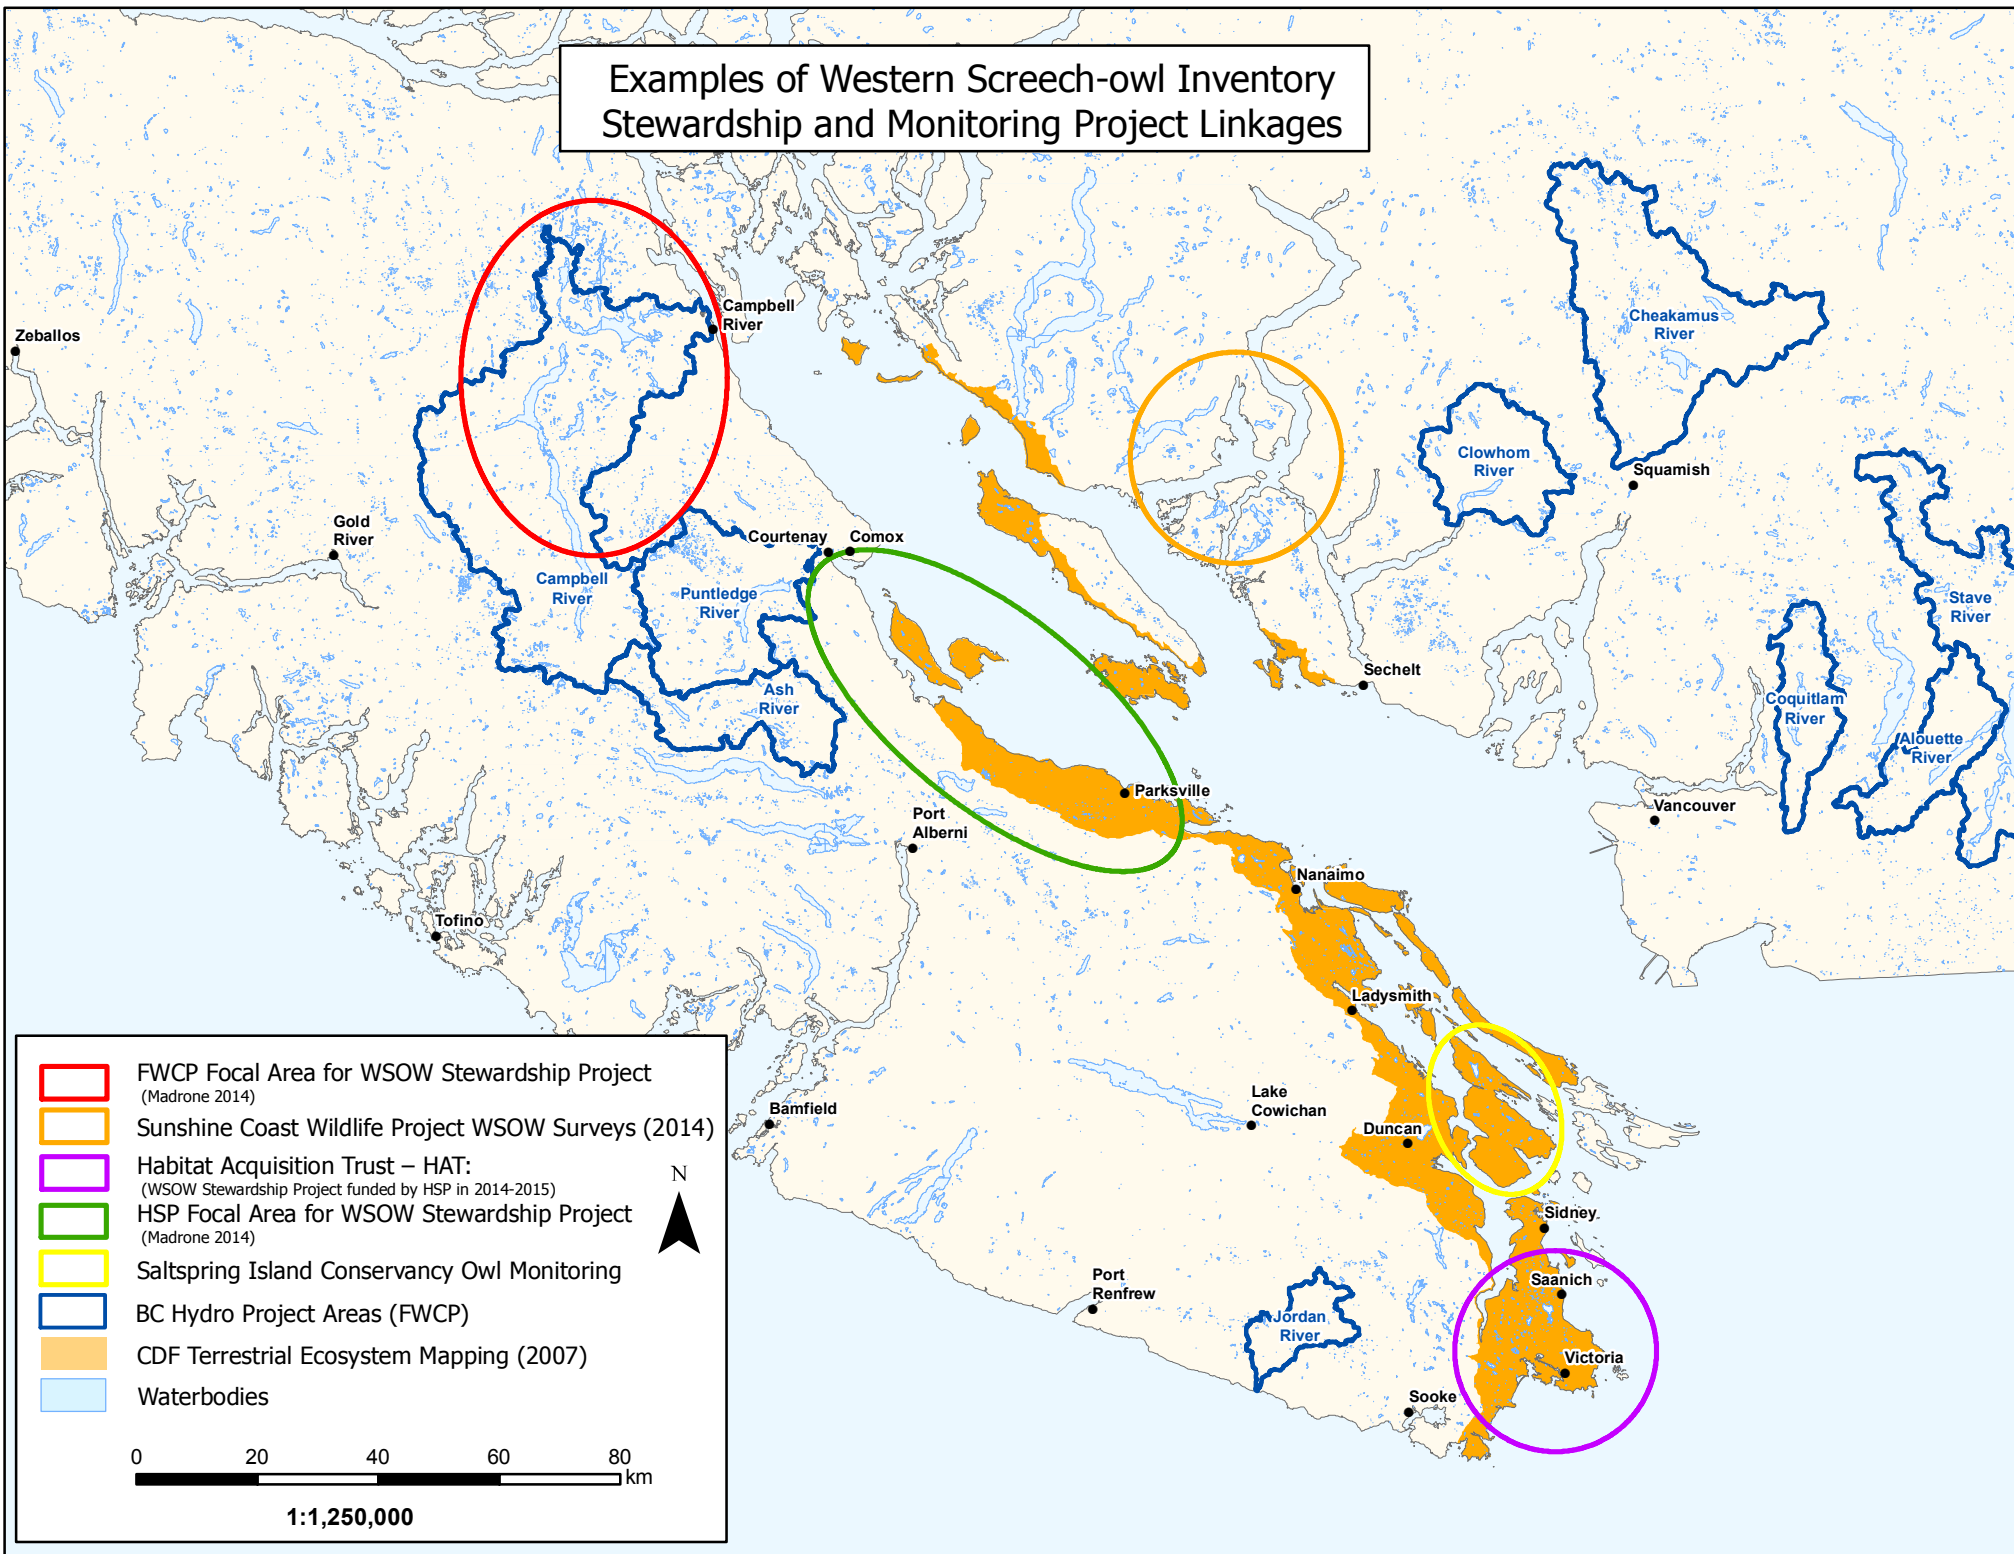 Examples of Western Screech-owl Inventory
Stewardship and Monitoring Project Linkages
Campbell
River
Zeballos
Cheakamus
River
Clowhom
River
Squamish
Gold
River
Courtenay
Comox
Campbell
River
Puntledge
River
Stave
River
Sechelt
Ash
River
Coquitlam
River
Alouette
River
Parksville
Vancouver
Port
Alberni
Nanaimo
Tofino
Ladysmith
Lake
Cowichan
Bamfield
Duncan
Sidney
Saanich
Port
Renfrew
Jordan
River
Victoria
Sooke
FWCP Focal Area for WSOW Stewardship Project
(Madrone 2014)
Sunshine Coast Wildlife Project WSOW Surveys (2014)
Habitat Acquisition Trust – HAT:
(WSOW Stewardship Project funded by HSP in 2014-2015)
HSP Focal Area for WSOW Stewardship Project
(Madrone 2014)
Saltspring Island Conservancy Owl Monitoring
BC Hydro Project Areas (FWCP)
CDF Terrestrial Ecosystem Mapping (2007)
Waterbodies
N
0 20 40 60 80
km
1:1,250,000